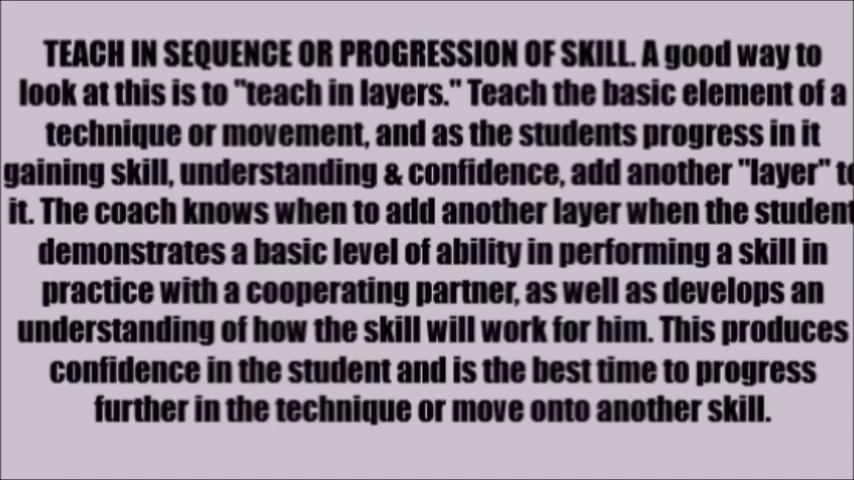 TEACH IN SEQUENCE OR PROGRESSION OF SKILL. A good way to
look at this is to "teach in layers." Teach the basic element of a
technique or movement, and as the students progress in it
gaining skill, understanding & confidence, add another "layer" to
it. The coach knows when to add another layer when the student
demonstrates a basic level of ability in performing a skill in
practice with a cooperating partner, as well as develops an
understanding of how the skill will work for him. This produces
confidence in the student and is the best time to progress
further in the technique or move onto another skill.